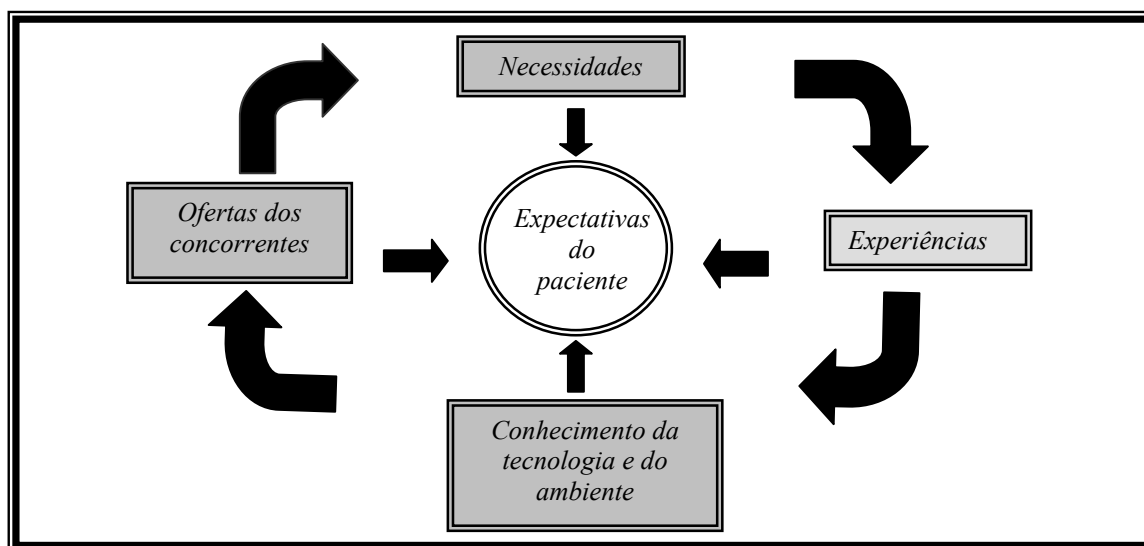 Necessidades
Ofertas dos
concorrentes
Expectativas
do
paciente
Experiências
Conhecimento da
tecnologia e do
ambiente